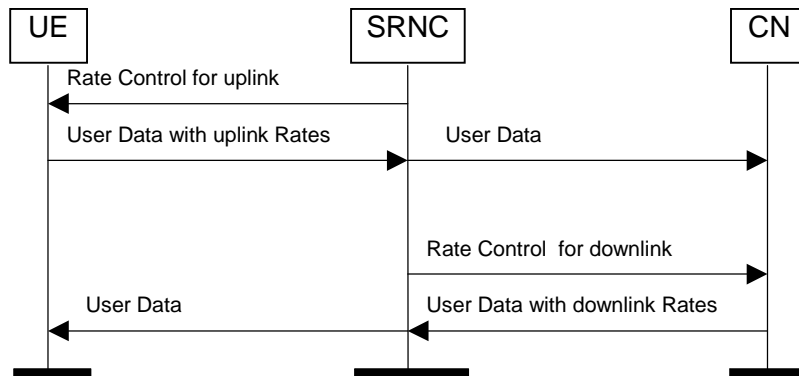 UE
SRNC
CN
Rate Control for uplink
User Data with uplink Rates
User Data
Rate Control for downlink
User Data
User Data with downlink Rates